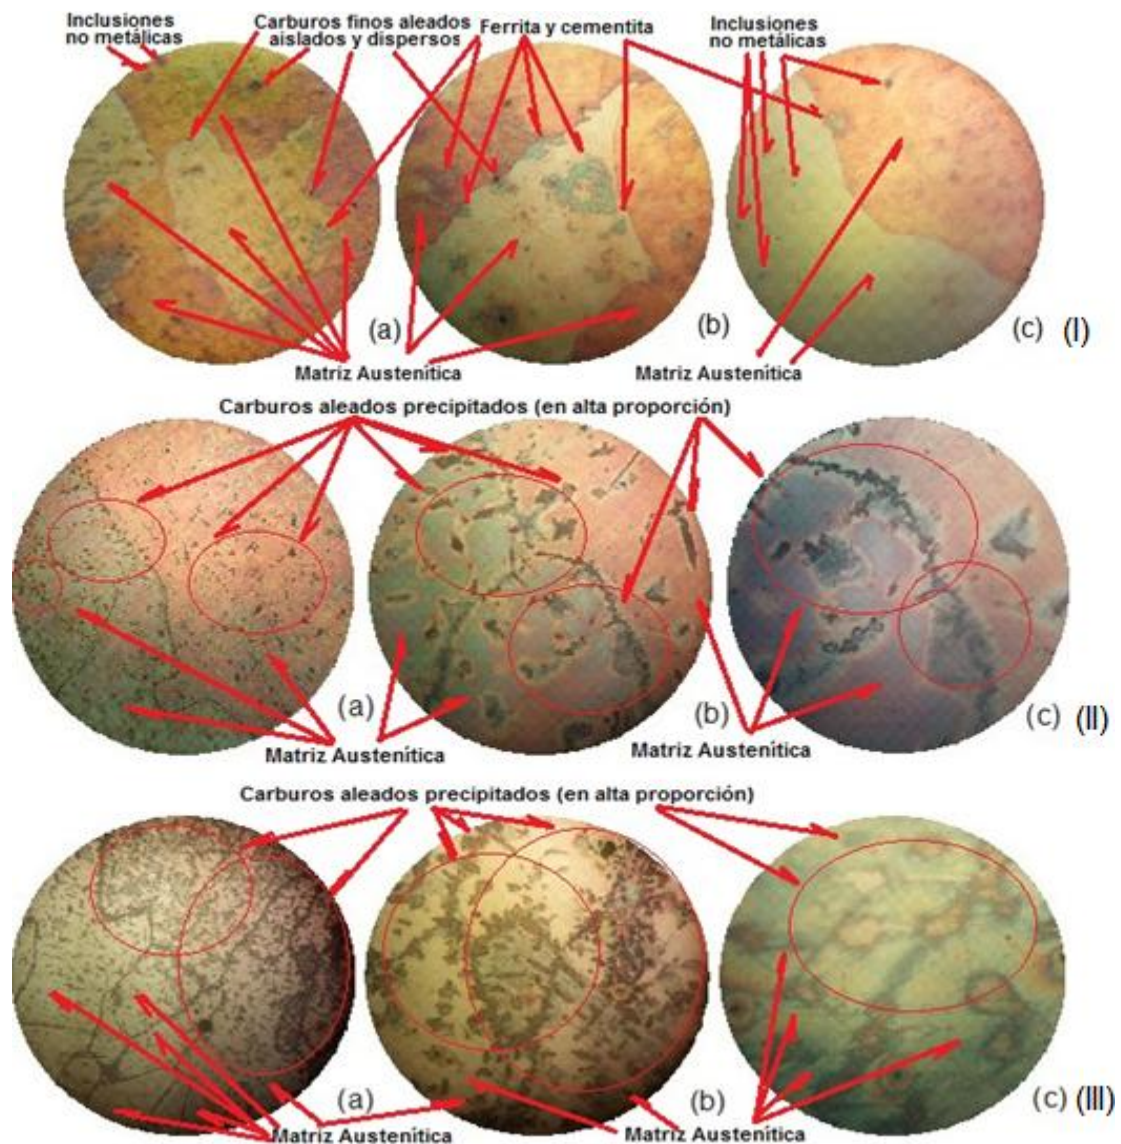 Inclusiones
no metálicas
Carburos finos aleados
aislados y dispersos
Ferrita y cementita
Inclusiones
no metálicas
(a)
(b)
(c)
(I)
Matriz Austenítica
Matriz Austenítica
Carburos aleados precipitados (en alta proporción)
(a)
(b)
(c)
(II)
Matriz Austenítica
Matriz Austenítica
Carburos aleados precipitados (en alta proporción)
(a)
(b)
(c)
(III)
Matriz Austenítica
Matriz Austenítica